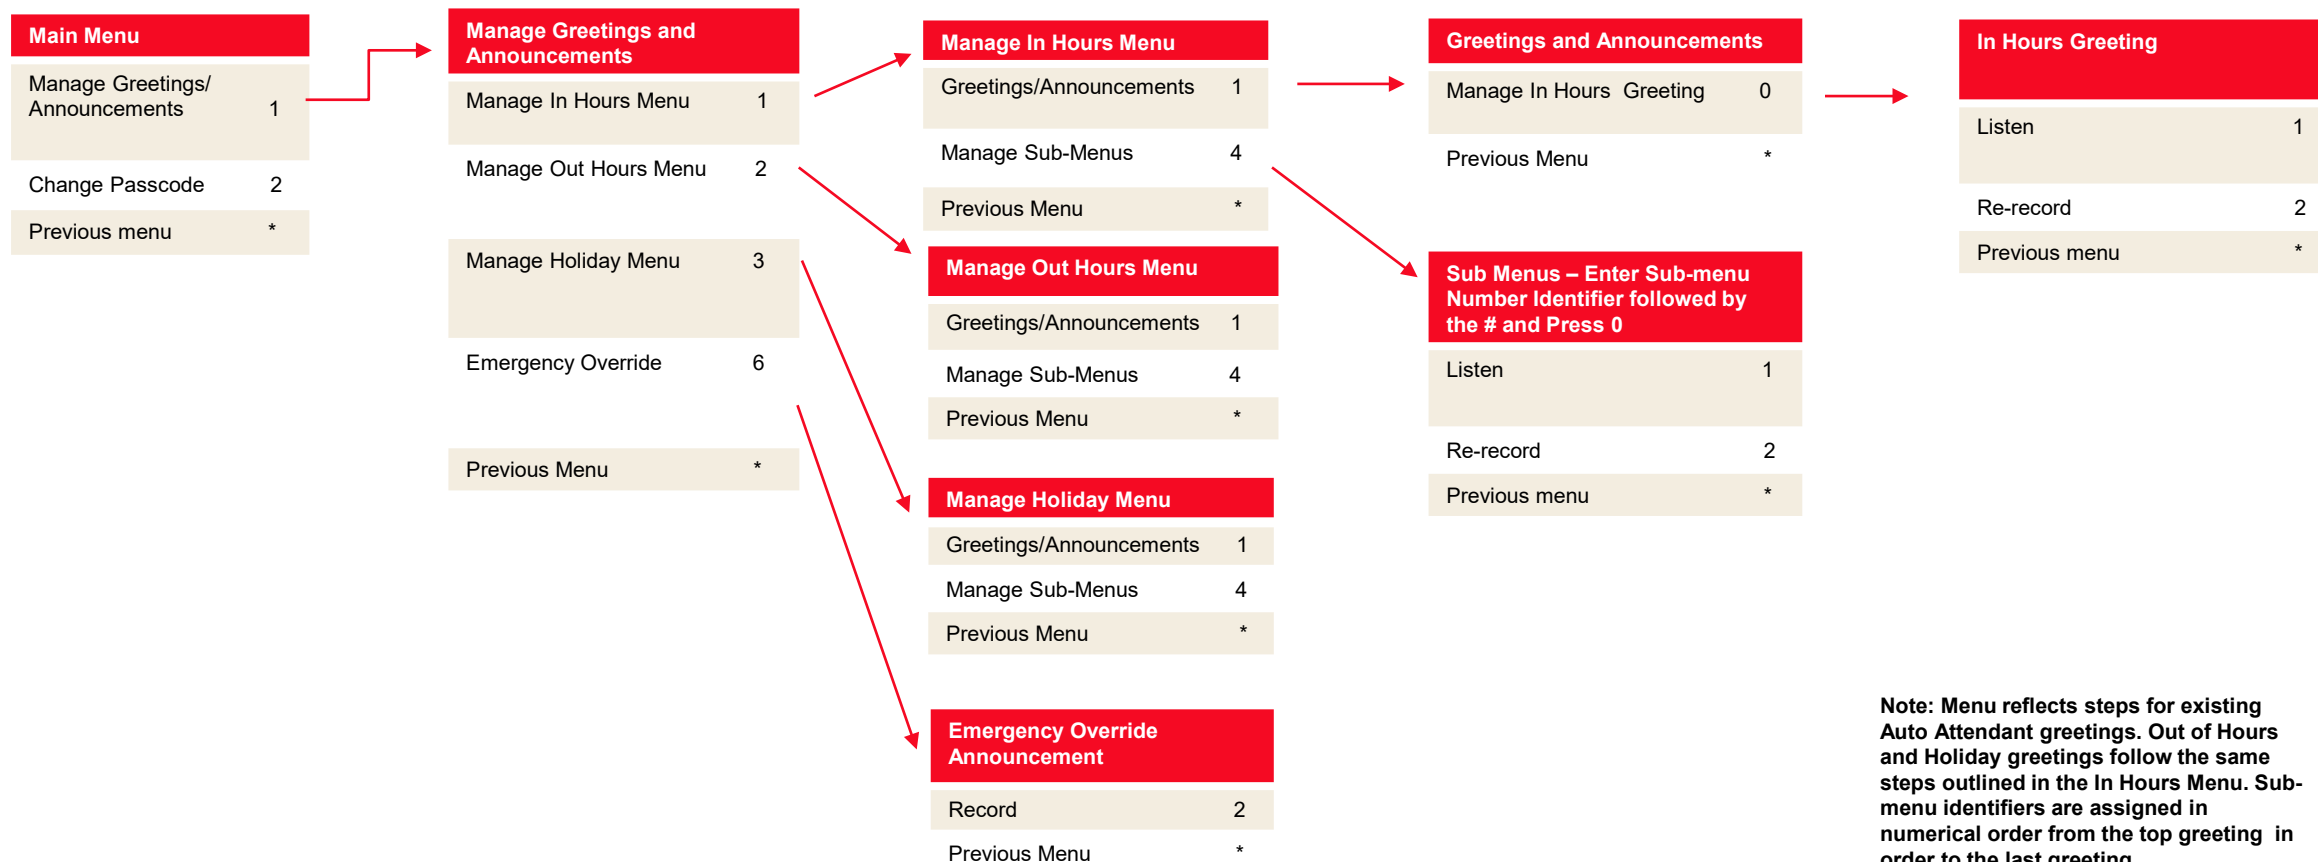 Main Menu
Manage Greetings/
Announcements 1
Change Passcode 2
Previous menu *
Manage Greetings and
Announcements
Manage In Hours Menu 1
Manage Out Hours Menu 2
Manage Holiday Menu 3
Emergency Override 6
Previous Menu *
Manage In Hours Menu
Greetings/Announcements 1
Manage Sub-Menus 4
Previous Menu *
Manage Out Hours Menu
Greetings/Announcements 1
Manage Sub-Menus 4
Previous Menu *
Manage Holiday Menu
Greetings/Announcements 1
Manage Sub-Menus 4
Previous Menu *
Emergency Override
Announcement
Record 2
Previous Menu *
Greetings and Announcements
Manage In Hours Greeting 0
Previous Menu *
Sub Menus – Enter Sub-menu
Number Identifier followed by
the # and Press 0
Listen 1
Re-record 2
Previous menu *
In Hours Greeting
Listen 1
Re-record 2
Previous menu *
Note: Menu reflects steps for existing
Auto Attendant greetings. Out of Hours
and Holiday greetings follow the same
steps outlined in the In Hours Menu. Sub-
menu identifiers are assigned in
numerical order from the top greeting in
order to the last greeting